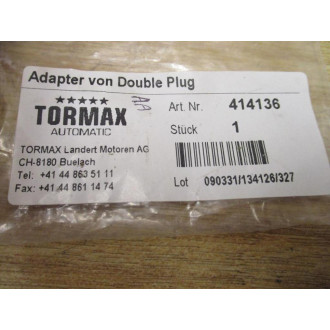 Adapter von Double Plug
★★★★★
TORMAX
AUTOMATIC
AA
Art. Nr. 414136
Stück 1
TORMAX Landert Motoren AG
CH-8180 Buelach
Tel: +41 44 863 51 11
Fax: +41 44 861 14 74
Lot 090331/134126/327